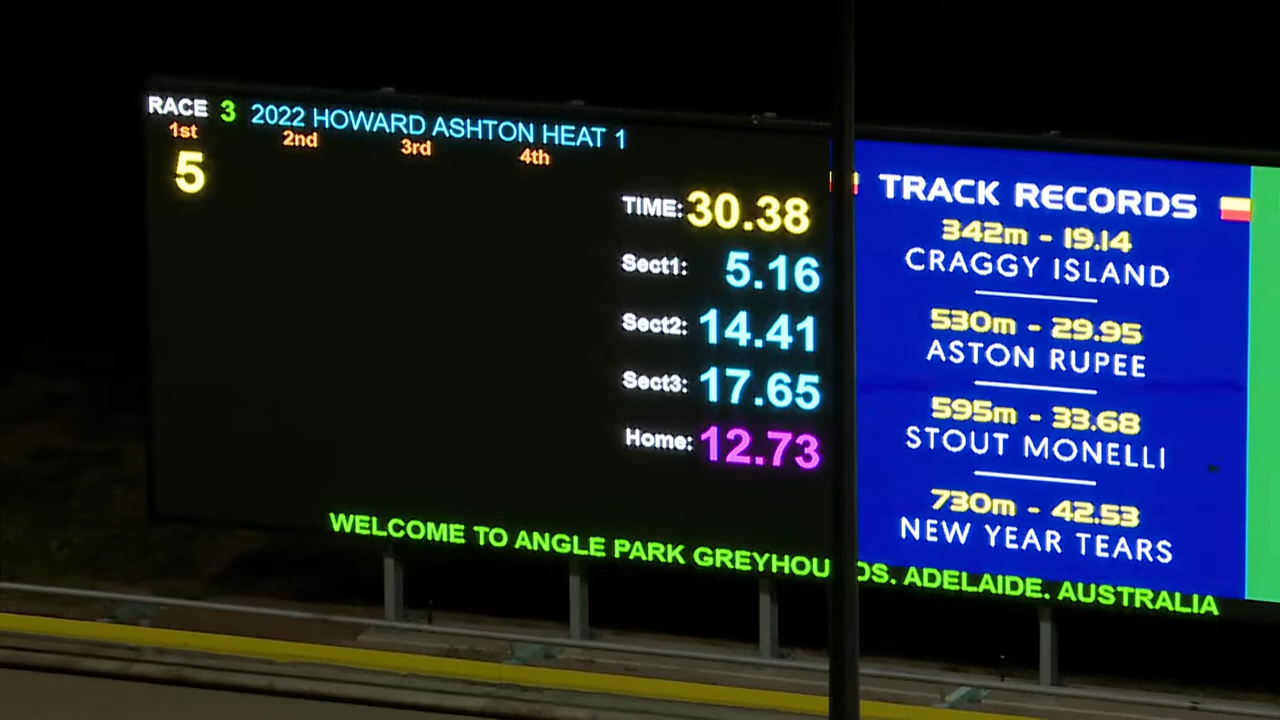 RACE 3 2022 HOWARD ASHTON HEAT 1
1st 2nd 3rd 4th
5
TIME: 30.38
Sect1: 5.16
Sect2: 14.41
Sect3: 17.65
Home: 12.73
TRACK RECORDS
342m - 19.14
CRAGGY ISLAND
530m - 29.95
ASTON RUPEE
595m - 33.68
STOUT MONELLI
730m - 42.53
NEW YEAR TEARS
WELCOME TO ANGLE PARK GREYHOUNDS. ADELAIDE. AUSTRALIA